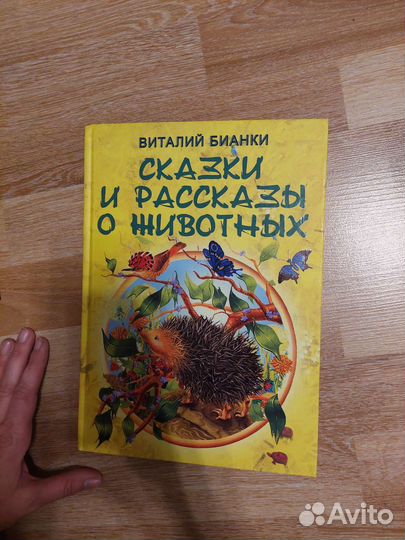 ВИТАЛИЙ БИАНКИ
СКАЗКИ
И РАССКАЗЫ
О ЖИВОТНЫХ
Avito